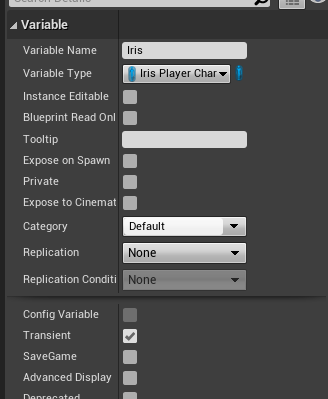 Search Details
Variable
Variable Name Iris
Variable Type Iris Player Char
Instance Editable
Blueprint Read Onl
Tooltip
Expose on Spawn
Private
Expose to Cinemat
Category Default
Replication None
Replication Conditi None
Config Variable
Transient
SaveGame
Advanced Display
Deprecated